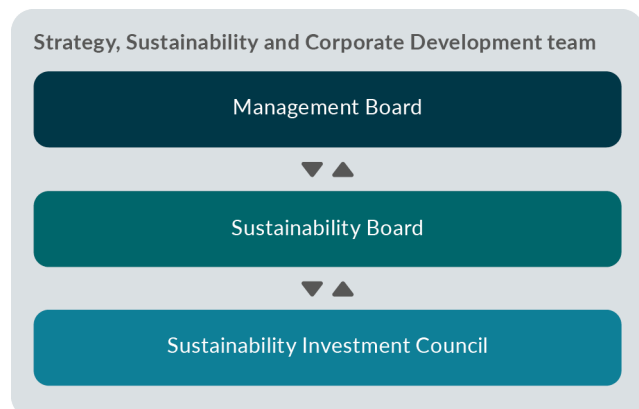 Strategy, Sustainability and Corporate Development team
Management Board
Sustainability Board
Sustainability Investment Council